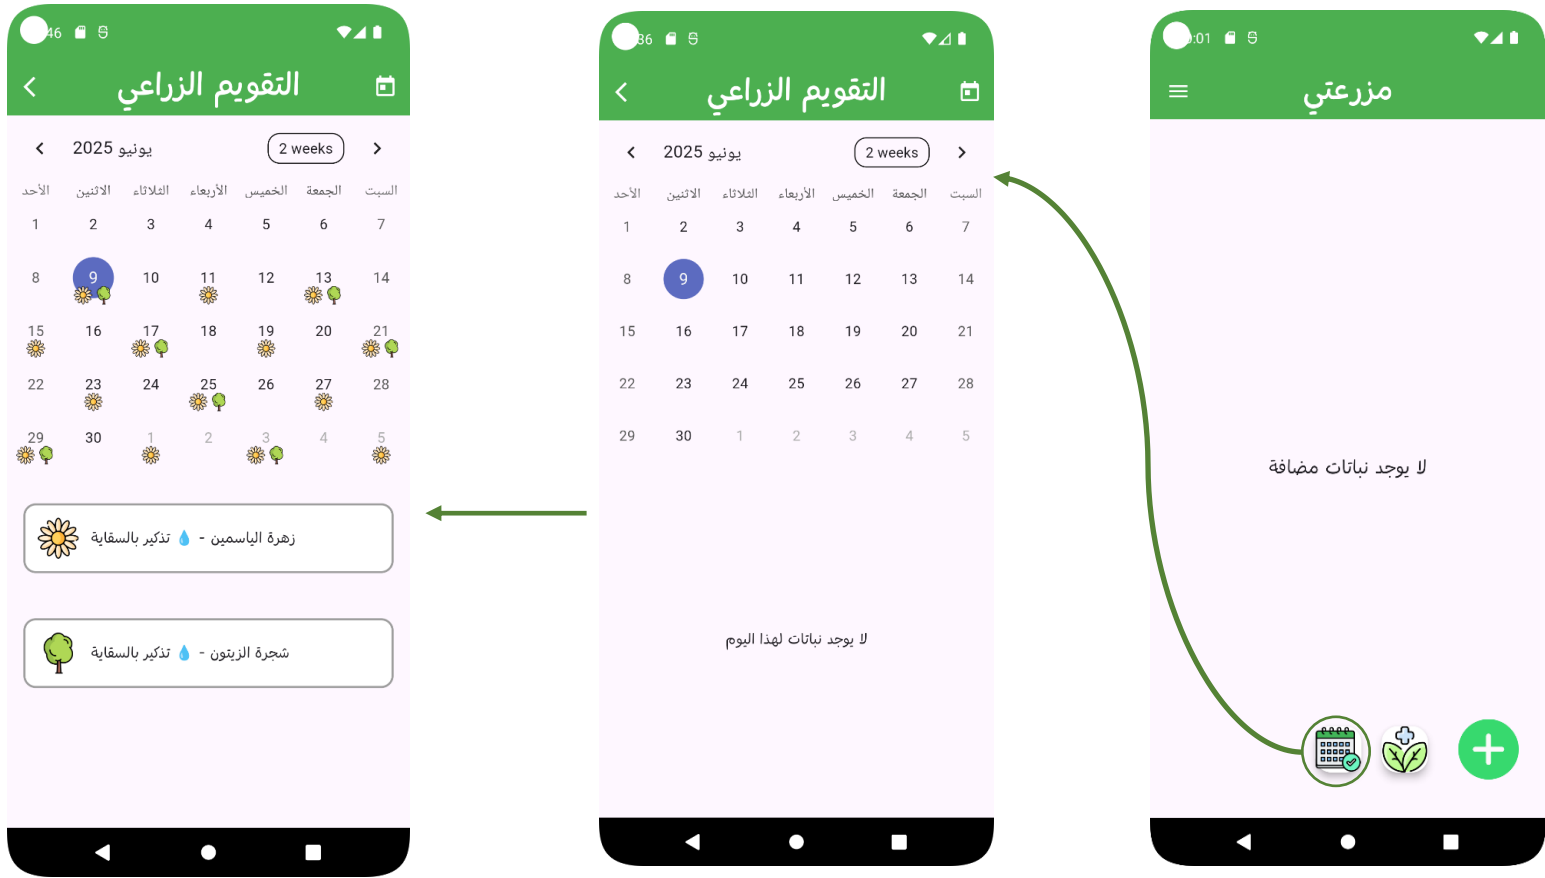 46
التقويم الزراعي
يونيو 2025
2 weeks
الأحد الاثنين الثلاثاء الأربعاء الخميس الجمعة السبت
1 2 3 4 5 6 7
8 9 10 11 12 13 14
15 16 17 18 19 20 21
22 23 24 25 26 27 28
29 30 1 2 3 4 5
زهرة الياسمين - 💧 تذكير بالسقاية
شجرة الزيتون - 💧 تذكير بالسقاية
36
التقويم الزراعي
يونيو 2025
2 weeks
الأحد الاثنين الثلاثاء الأربعاء الخميس الجمعة السبت
1 2 3 4 5 6 7
8 9 10 11 12 13 14
15 16 17 18 19 20 21
22 23 24 25 26 27 28
29 30 1 2 3 4 5
لا يوجد نباتات لهذا اليوم
:01
مزرعتي
لا يوجد نباتات مضافة